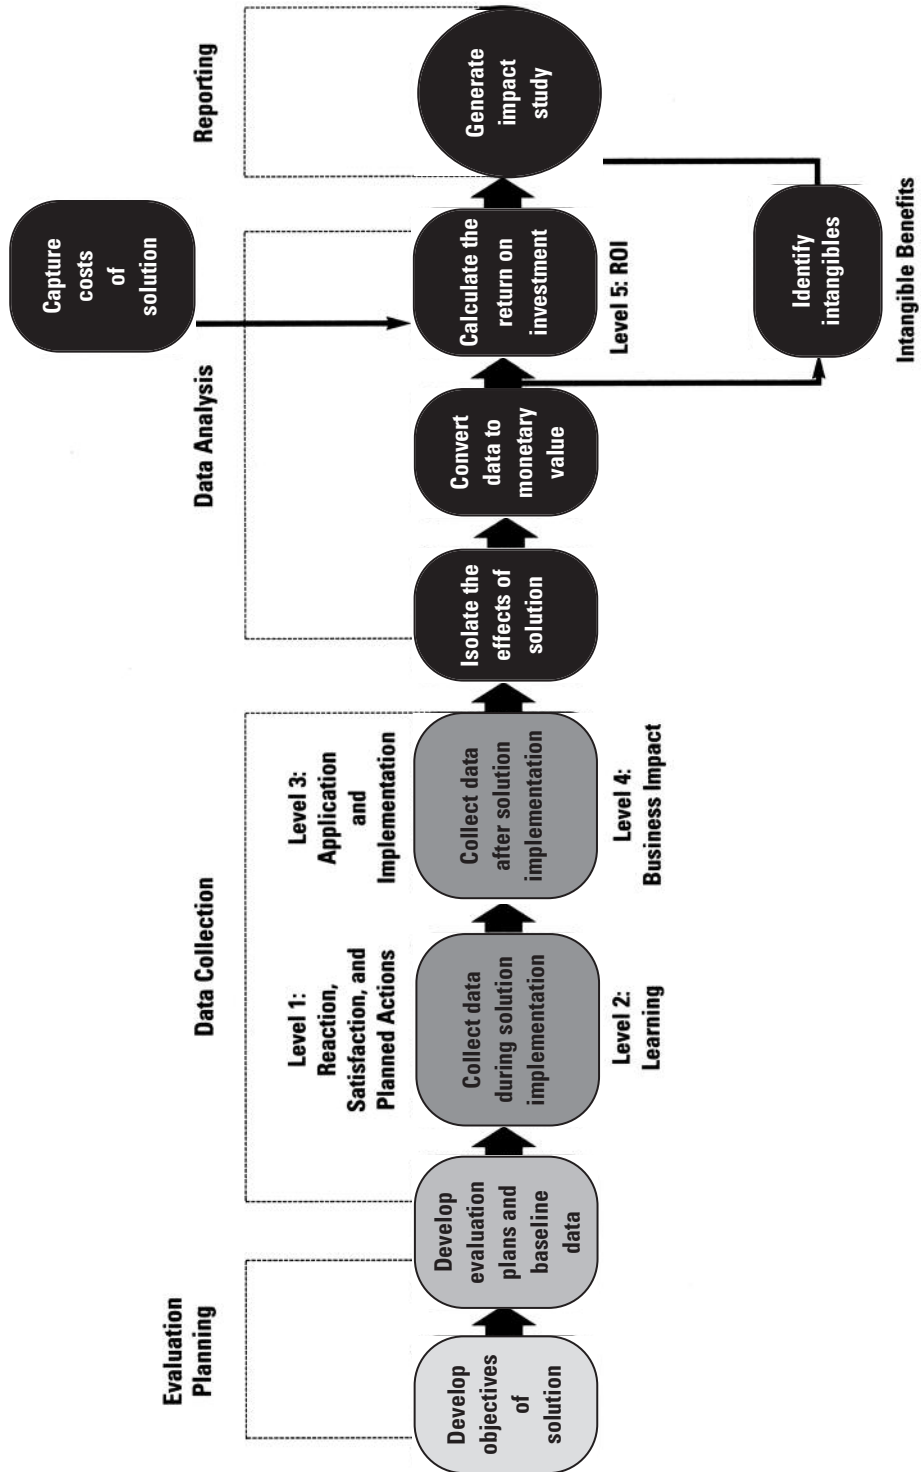 Evaluation
Planning
Data Collection
Data Analysis
Reporting
Develop
objectives
of
solution
Develop
evaluation
plans and
baseline
data
Level 1:
Reaction,
Satisfaction, and
Planned Actions
Collect data
during solution
implementation
Level 2:
Learning
Level 3:
Application
and
Implementation
Collect data
after solution
implementation
Level 4:
Business Impact
Isolate the
effects of
solution
Convert
data to
monetary
value
Capture
costs
of
solution
Calculate the
return on
investment
Level 5: ROI
Generate
impact
study
Identify
intangibles
Intangible Benefits